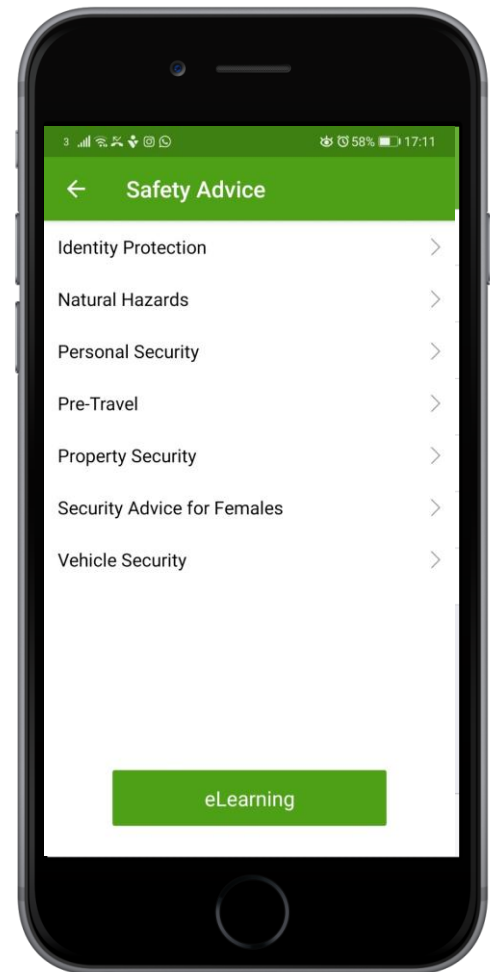 3 58% 17:11
Safety Advice
Identity Protection
Natural Hazards
Personal Security
Pre-Travel
Property Security
Security Advice for Females
Vehicle Security
eLearning